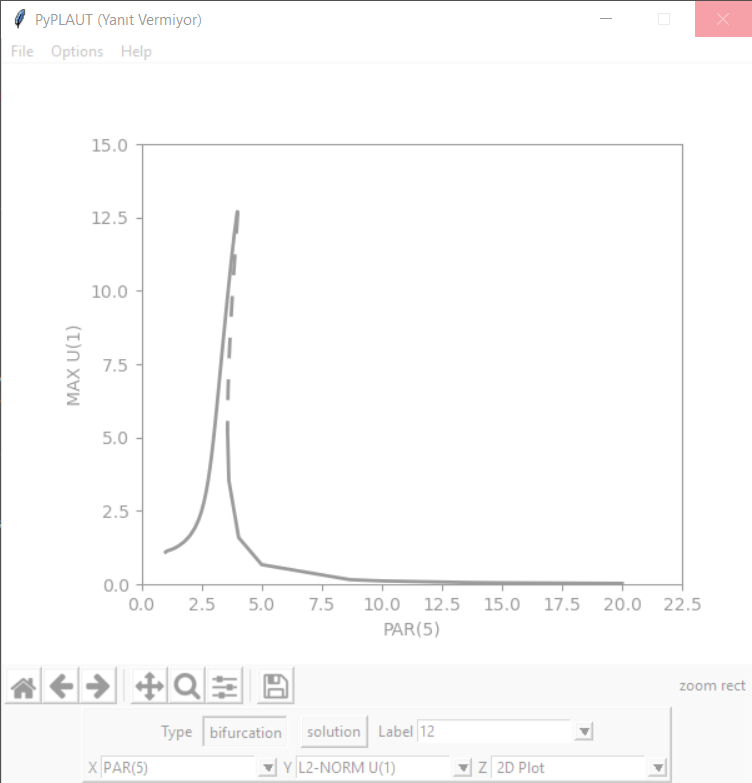 PyPLAUT (Yanıt Vermiyor)
File Options Help
15.0
12.5
10.0
7.5
5.0
2.5
0.0
MAX U(1)
0.0 2.5 5.0 7.5 10.0 12.5 15.0 17.5 20.0 22.5
PAR(5)
zoom rect
Type bifurcation solution Label 12
X PAR(5) Y L2-NORM U(1) Z 2D Plot